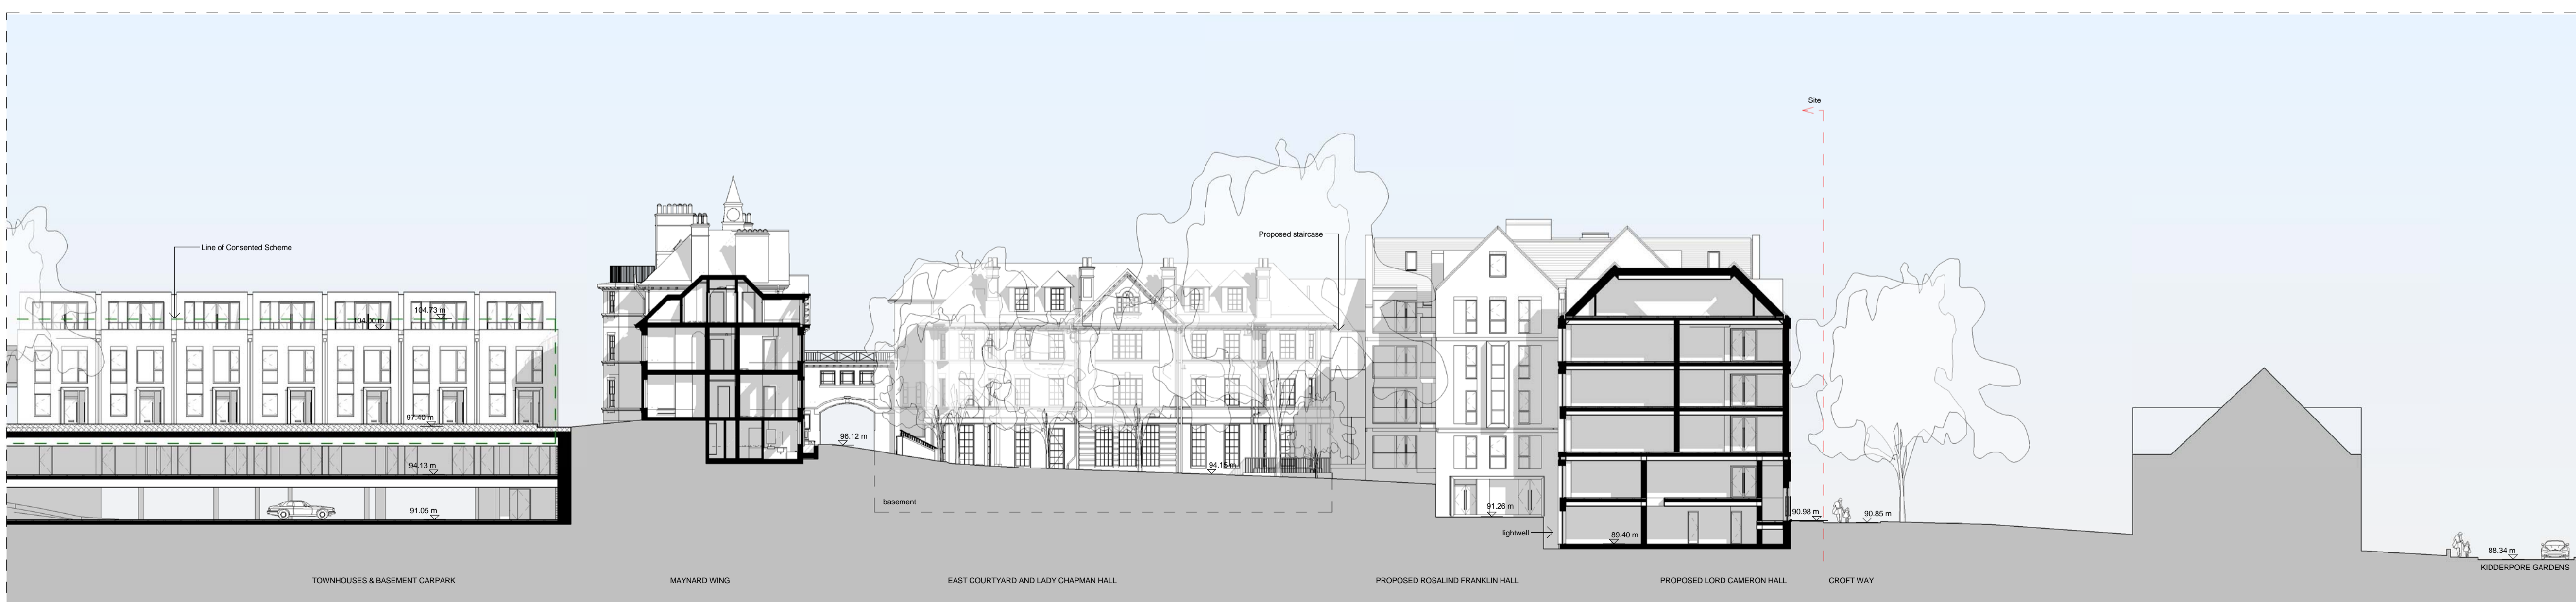 Site
Proposed staircase
Line of Consented Scheme
104.73 m
104.00 m
97.40 m
96.12 m
94.13 m
94.15 m
basement
91.05 m
91.26 m
90.98 m
90.85 m
lightwell
89.40 m
88.34 m
KIDDERPORE GARDENS
TOWNHOUSES & BASEMENT CARPARK
MAYNARD WING
EAST COURTYARD AND LADY CHAPMAN HALL
PROPOSED ROSALIND FRANKLIN HALL
PROPOSED LORD CAMERON HALL
CROFT WAY